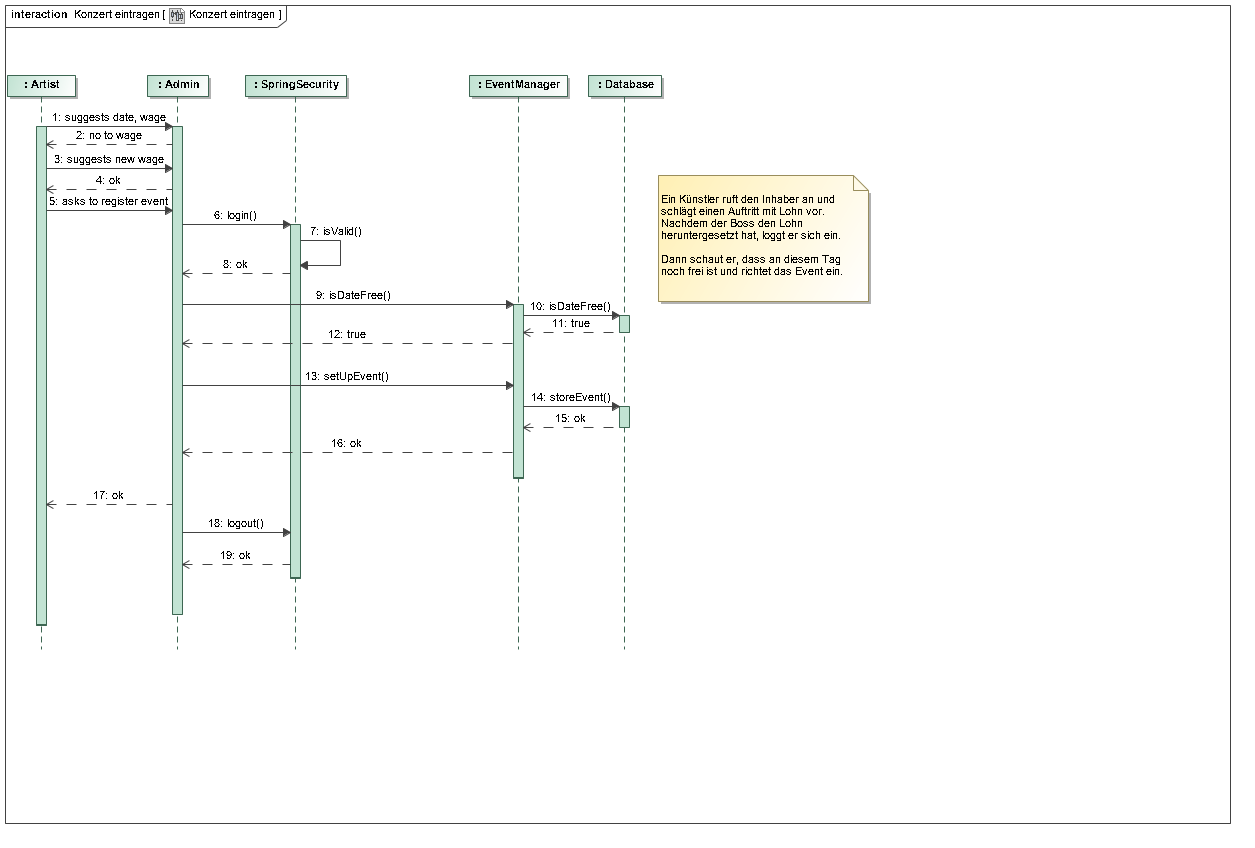 interaction Konzert eintragen [ Konzert eintragen ]
: Artist
: Admin
: SpringSecurity
: EventManager
: Database
1: suggests date, wage
2: no to wage
3: suggests new wage
4: ok
5: asks to register event
6: login()
7: isValid()
8: ok
9: isDateFree()
10: isDateFree()
11: true
12: true
13: setUpEvent()
14: storeEvent()
15: ok
16: ok
17: ok
18: logout()
19: ok
Ein Künstler ruft den Inhaber an und
schlägt einen Auftritt mit Lohn vor.
Nachdem der Boss den Lohn
heruntergesetzt hat, loggt er sich ein.
Dann schaut er, dass an diesem Tag
noch frei ist und richtet das Event ein.